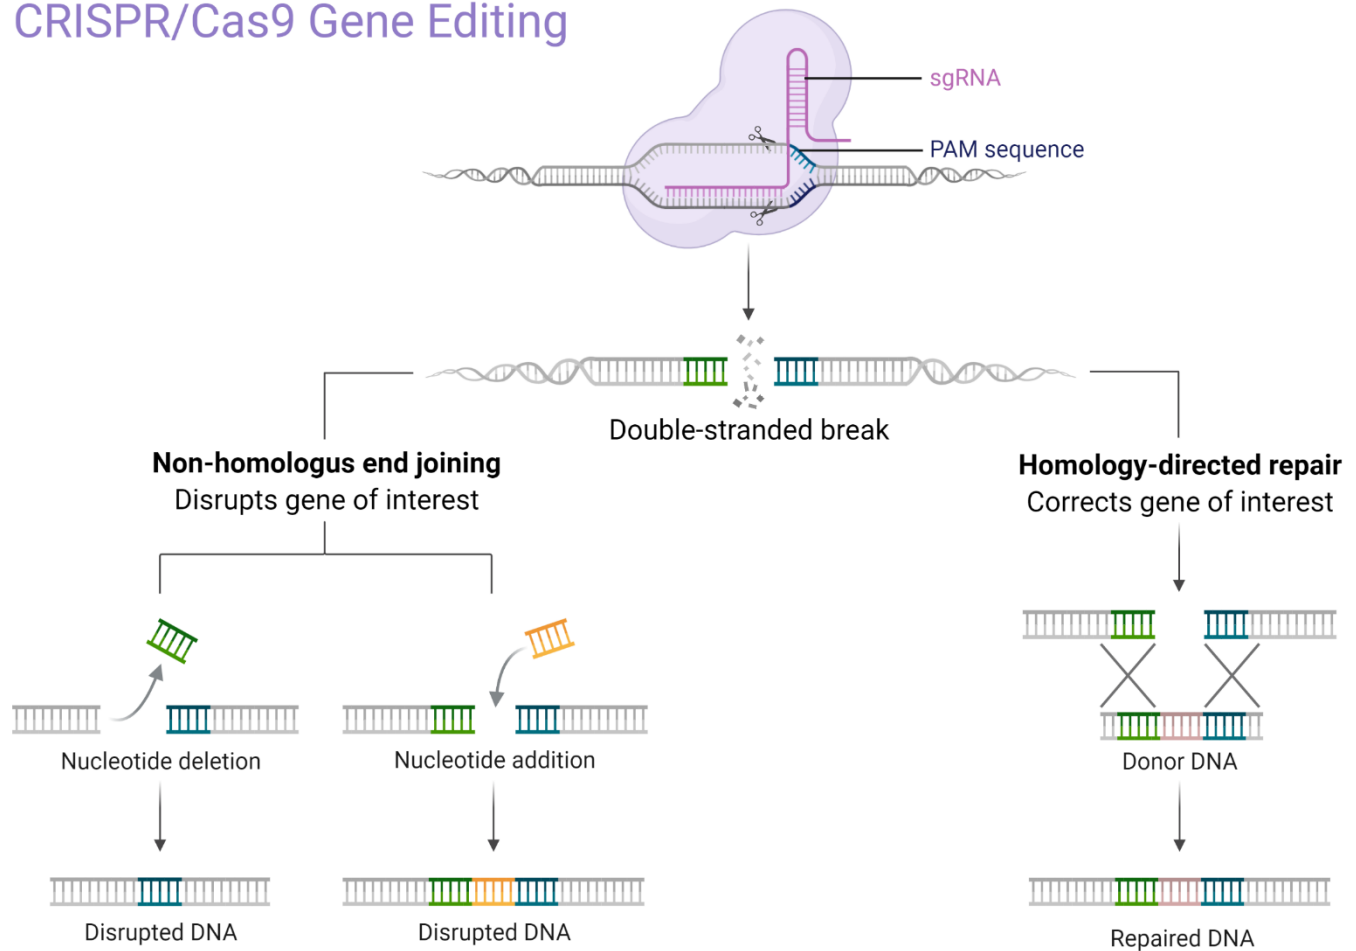 CRISPR/Cas9 Gene Editing
sgRNA
PAM sequence
Double-stranded break
Non-homologus end joining
Disrupts gene of interest
Homology-directed repair
Corrects gene of interest
Nucleotide deletion
Nucleotide addition
Donor DNA
Disrupted DNA
Disrupted DNA
Repaired DNA